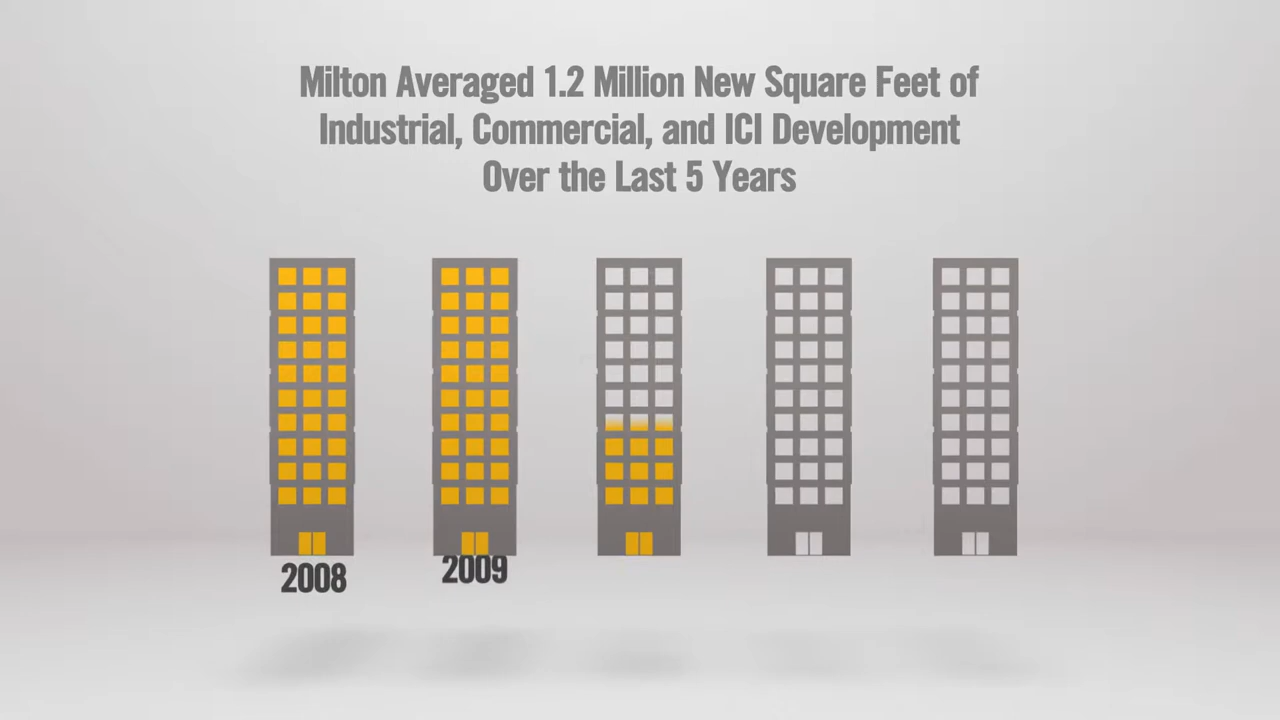 Milton Averaged 1.2 Million New Square Feet of
Industrial, Commercial, and ICI Development
Over the Last 5 Years
2008
2009